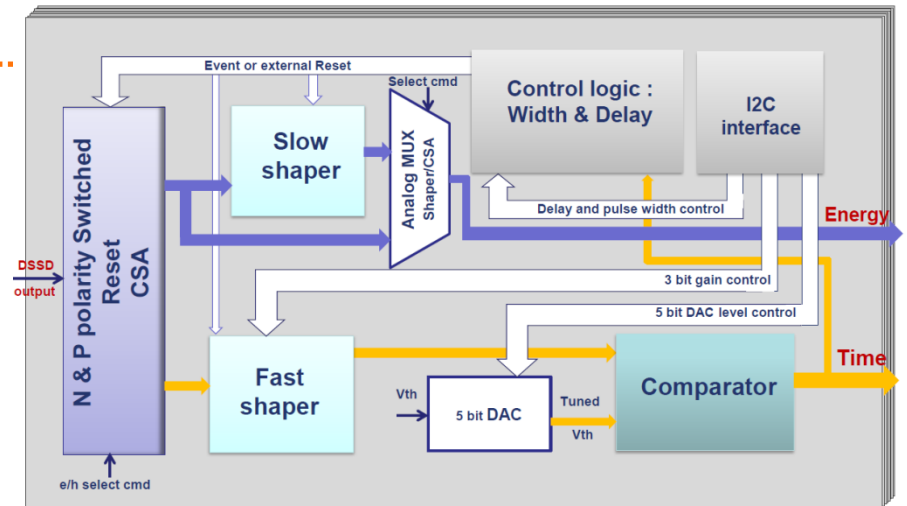 Event or external Reset
Select cmd
Control logic :
Width & Delay
I2C
interface
N & P polarity Switched
Reset
CSA
Slow
shaper
Analog MUX
Shaper/CSA
Delay and pulse width control
Energy
DSSD
output
3 bit gain control
5 bit DAC level control
Fast
shaper
Vth
5 bit DAC
Tuned
Vth
Comparator
Time
e/h select cmd